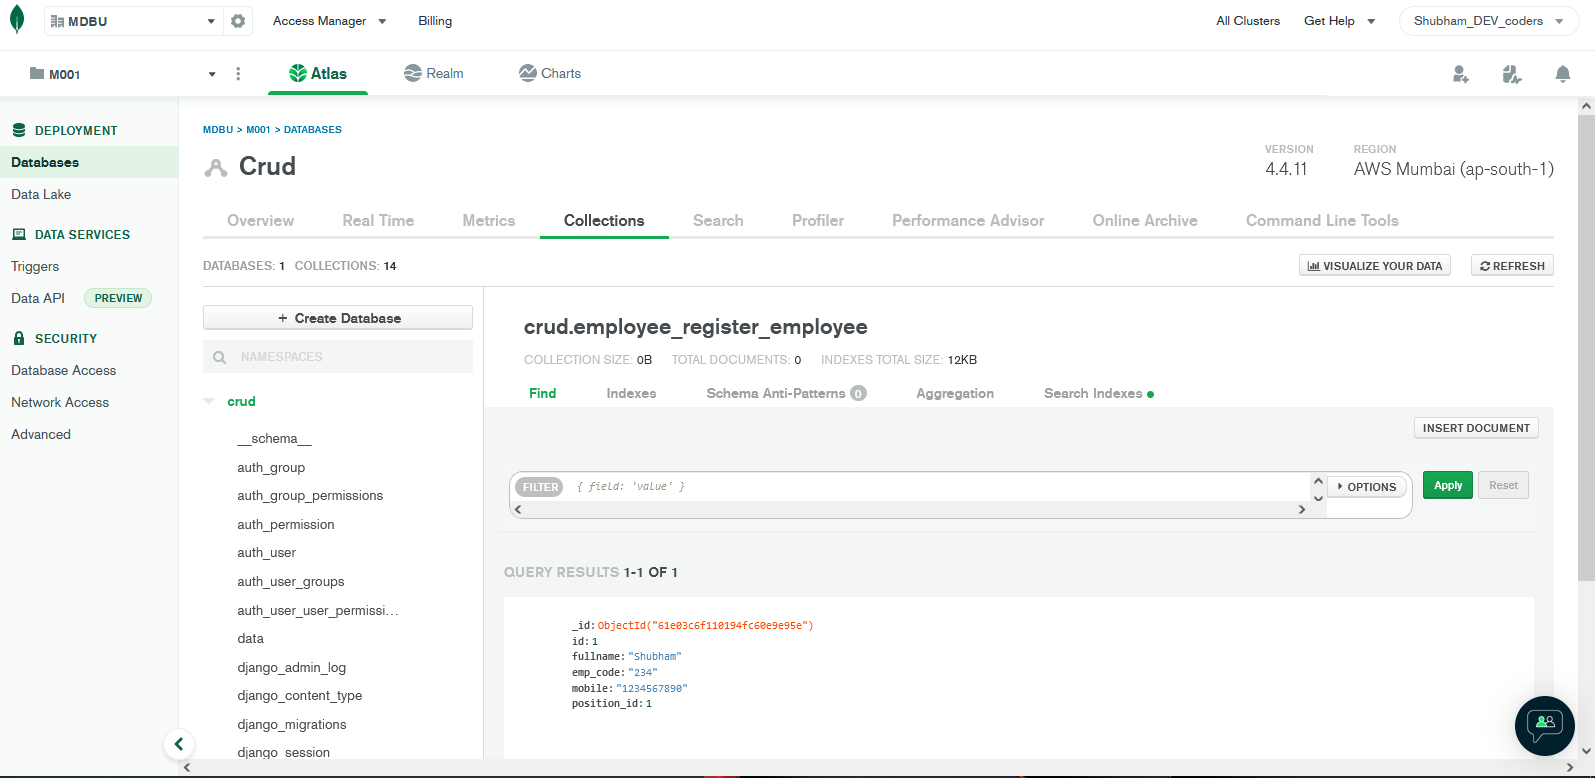 MDBU
Access Manager
Billing
All Clusters
Get Help
Shubham_DEV_coders
M001
Atlas
Realm
Charts
DEPLOYMENT
Databases
Data Lake
DATA SERVICES
Triggers
Data API PREVIEW
SECURITY
Database Access
Network Access
Advanced
MDBU > M001 > DATABASES
Crud
VERSION
4.4.11
REGION
AWS Mumbai (ap-south-1)
Overview Real Time Metrics Collections Search Profiler Performance Advisor Online Archive Command Line Tools
DATABASES: 1 COLLECTIONS: 14
VISUALIZE YOUR DATA
REFRESH
+ Create Database
NAMESPACES
crud
__schema__
auth_group
auth_group_permissions
auth_permission
auth_user
auth_user_groups
auth_user_user_permissi...
data
django_admin_log
django_content_type
django_migrations
django_session
crud.employee_register_employee
COLLECTION SIZE: 0B TOTAL DOCUMENTS: 0 INDEXES TOTAL SIZE: 12KB
Find Indexes Schema Anti-Patterns 0 Aggregation Search Indexes
INSERT DOCUMENT
FILTER { field: 'value' }
OPTIONS
Apply
Reset
QUERY RESULTS 1-1 OF 1
_id: ObjectId("61e03c6f110194fc60e9e95e")
id: 1
fullname: "Shubham"
emp_code: "234"
mobile: "1234567890"
position_id: 1